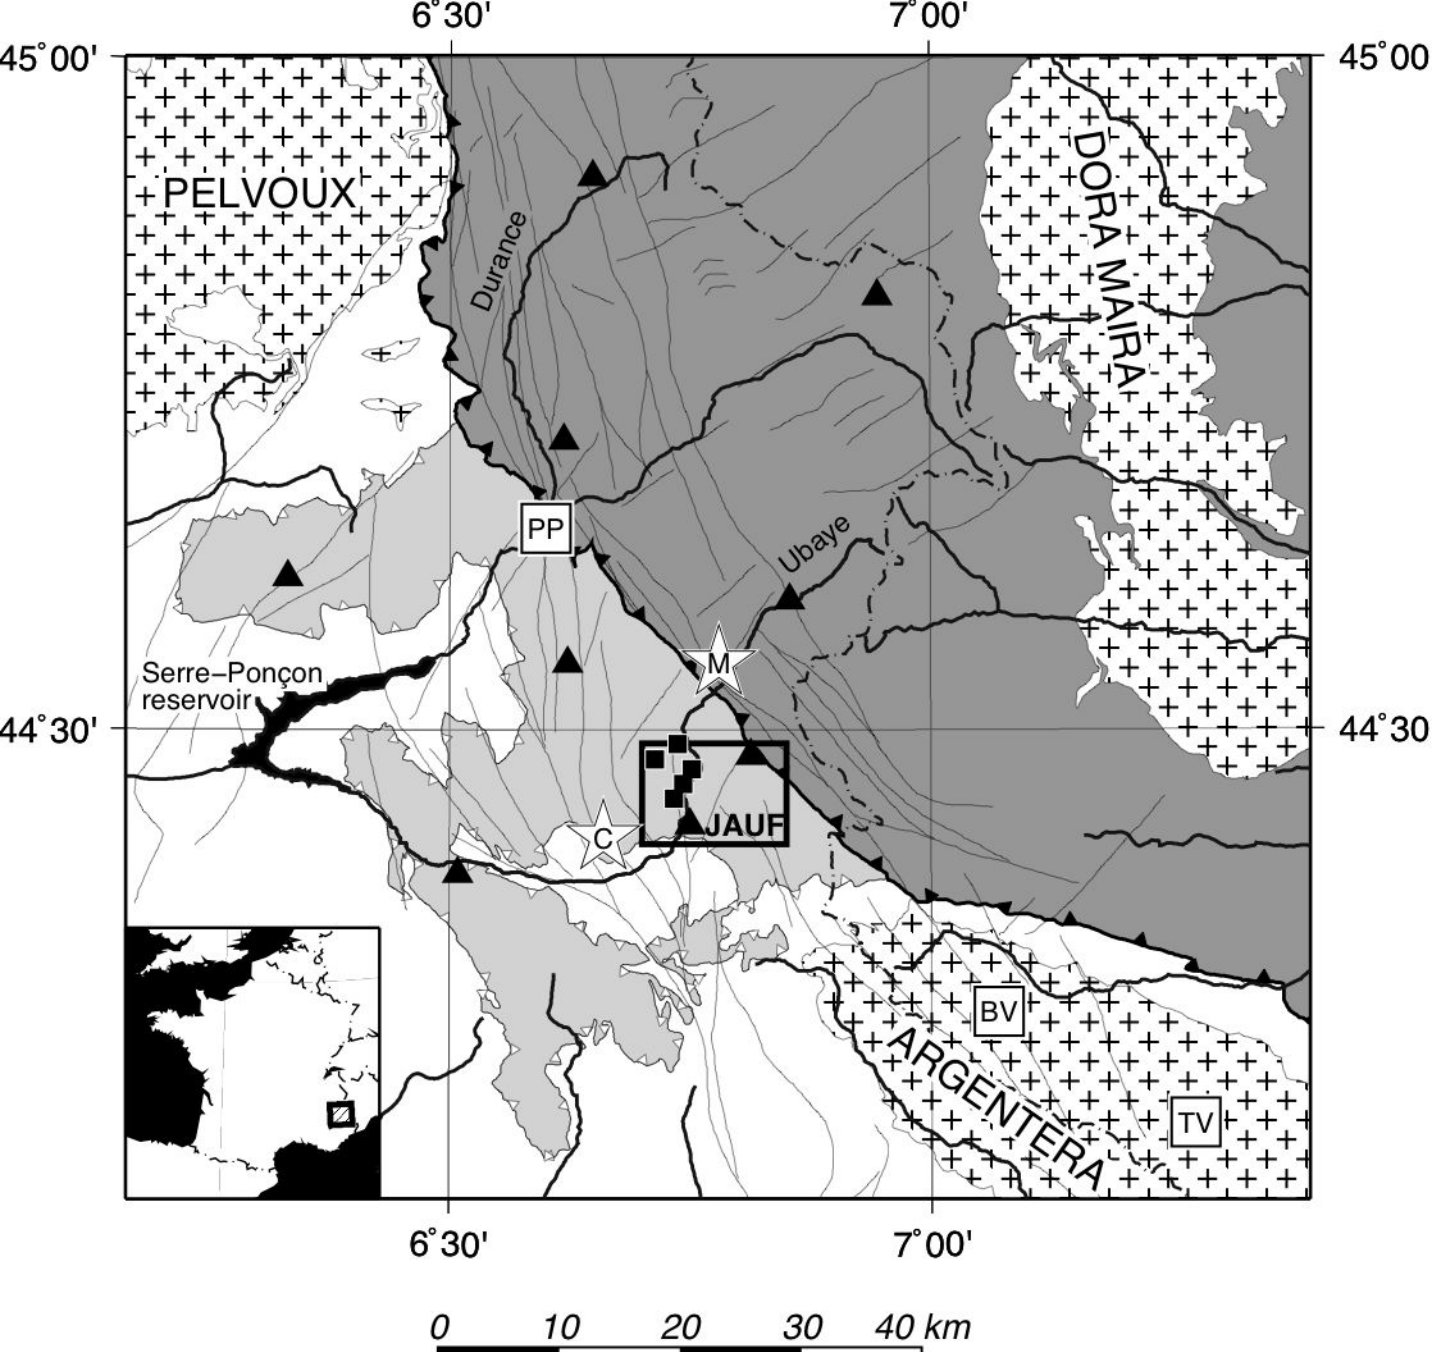 6°30'
7°00'
45°00'
45°00
PELVOUX
DORA MAIRA
Durance
PP
Ubaye
M
Serre–Ponçon
reservoir
44°30'
44°30
JAUF
C
BV
ARGENTERA
TV
6°30'
7°00'
0 10 20 30 40 km